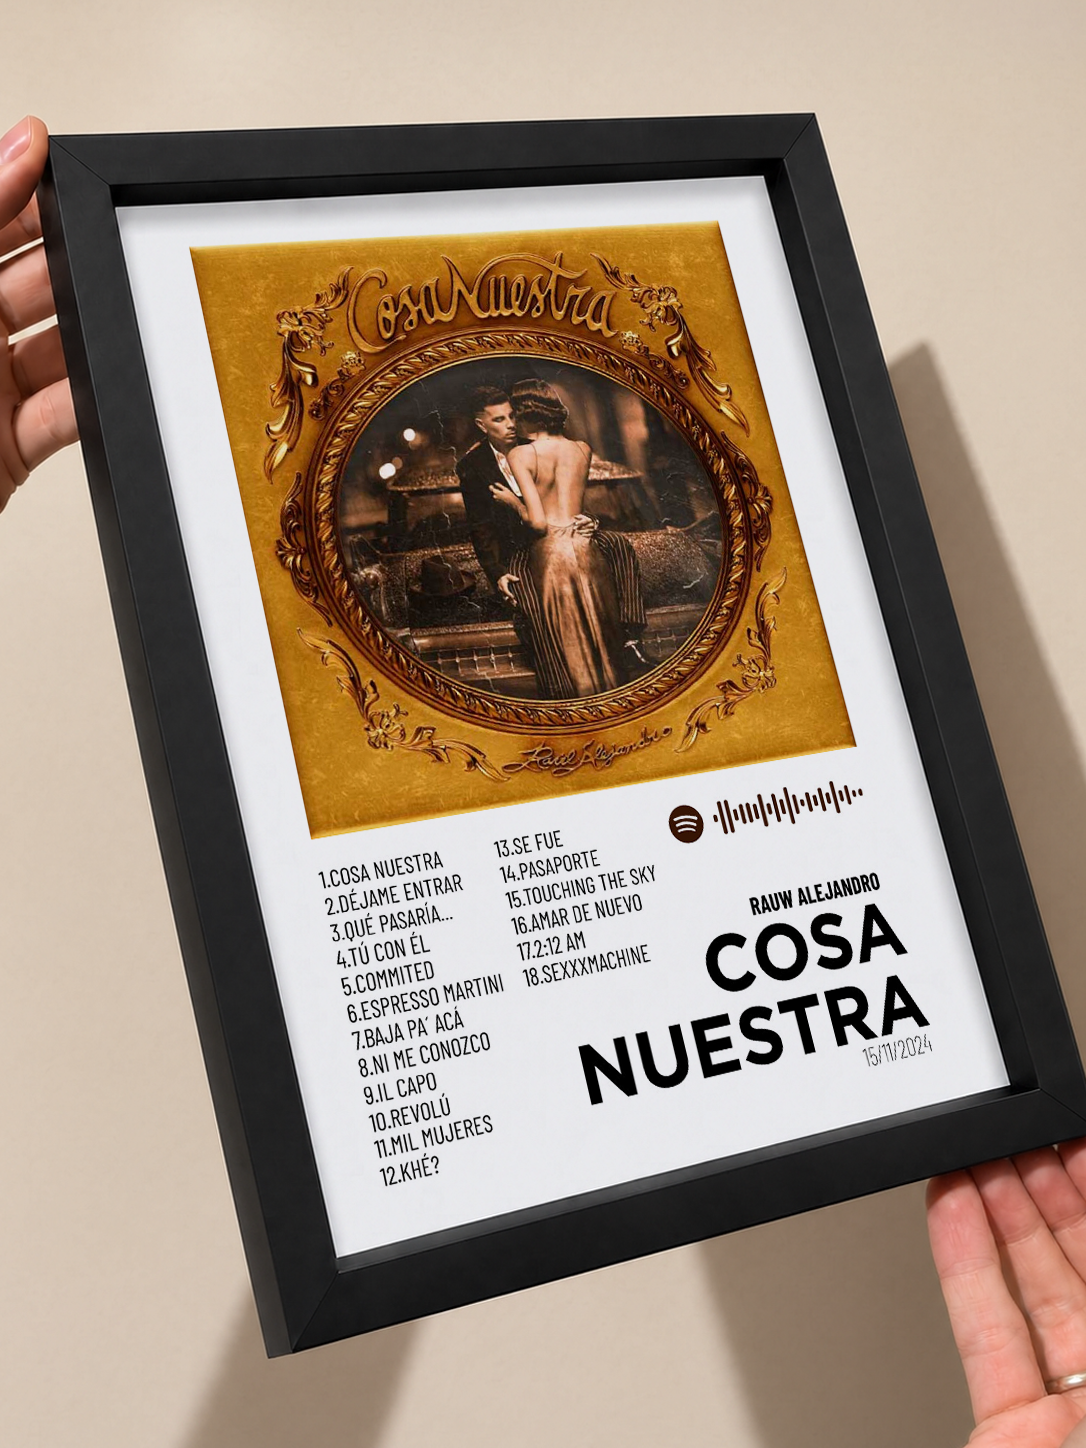 Cosa Nuestra
Raúl Alejandro
1.COSA NUESTRA
2.DÉJAME ENTRAR
3.QUÉ PASARÍA...
4.TÚ CON ÉL
5.COMMITED
6.ESPRESSO MARTINI
7.BAJA PA´ ACÁ
8.NI ME CONOZCO
9.IL CAPO
10.REVOLÚ
11.MIL MUJERES
12.KHÉ?
13.SE FUE
14.PASAPORTE
15.TOUCHING THE SKY
16.AMAR DE NUEVO
17.2:12 AM
18.SEXXXMACHINE
RAUW ALEJANDRO
COSA
NUESTRA
15/11/2024